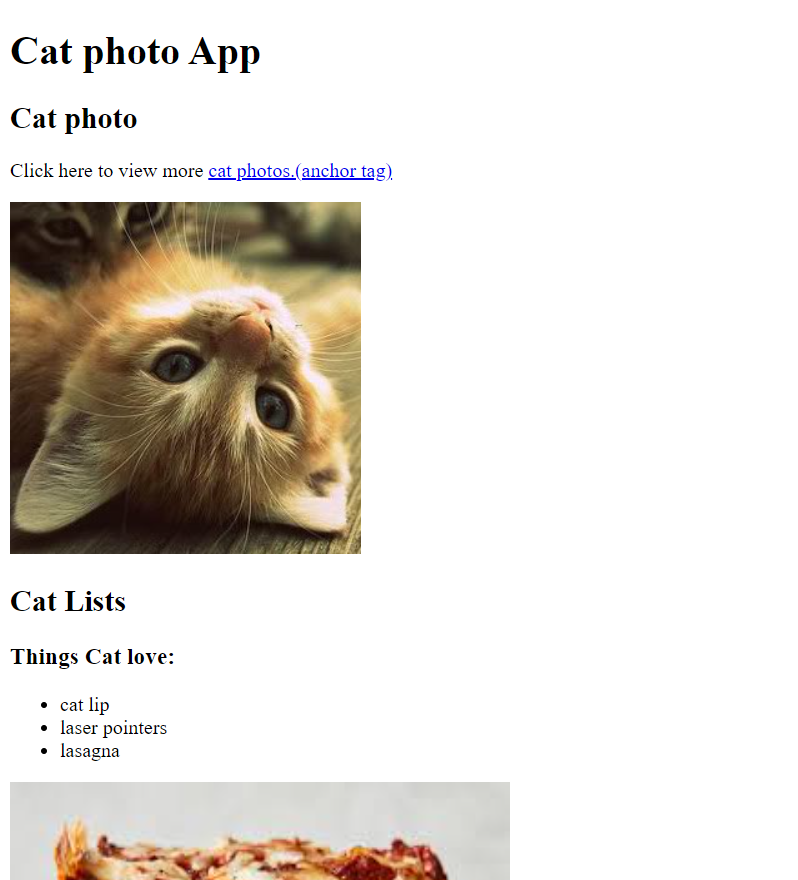 Cat photo App
Cat photo
Click here to view more cat photos.(anchor tag)
Cat Lists
Things Cat love:
cat lip
laser pointers
lasagna